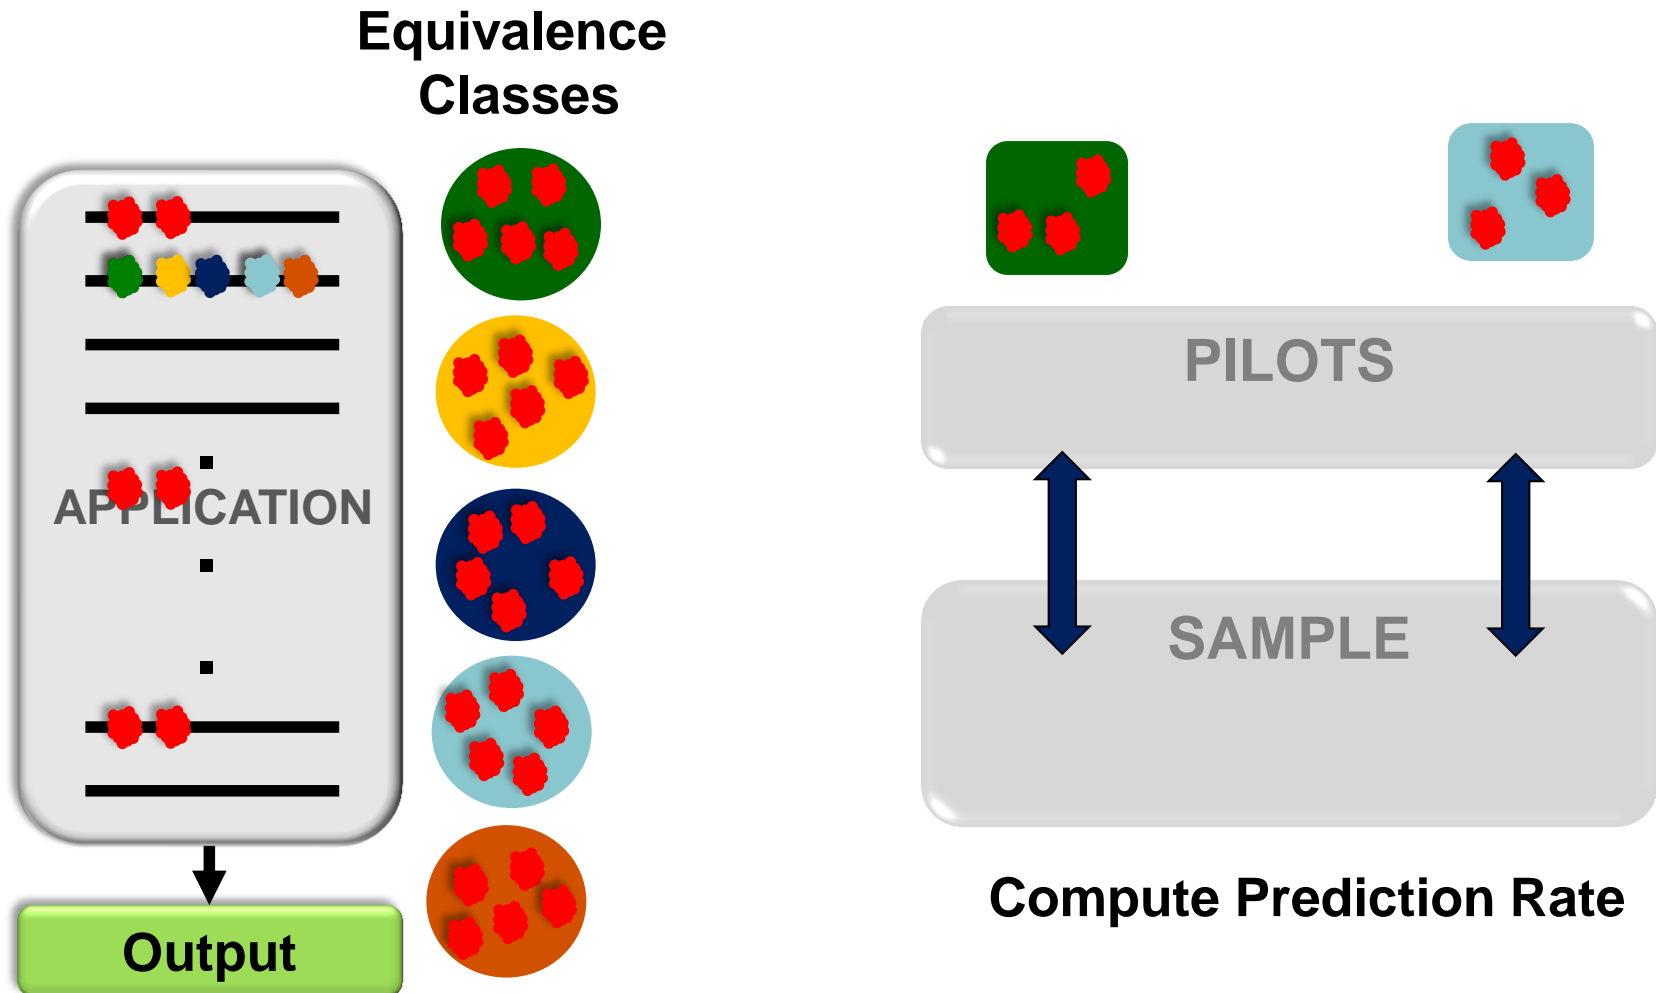 Equivalence
Classes
APPLICATION
Output
PILOTS
SAMPLE
Compute Prediction Rate